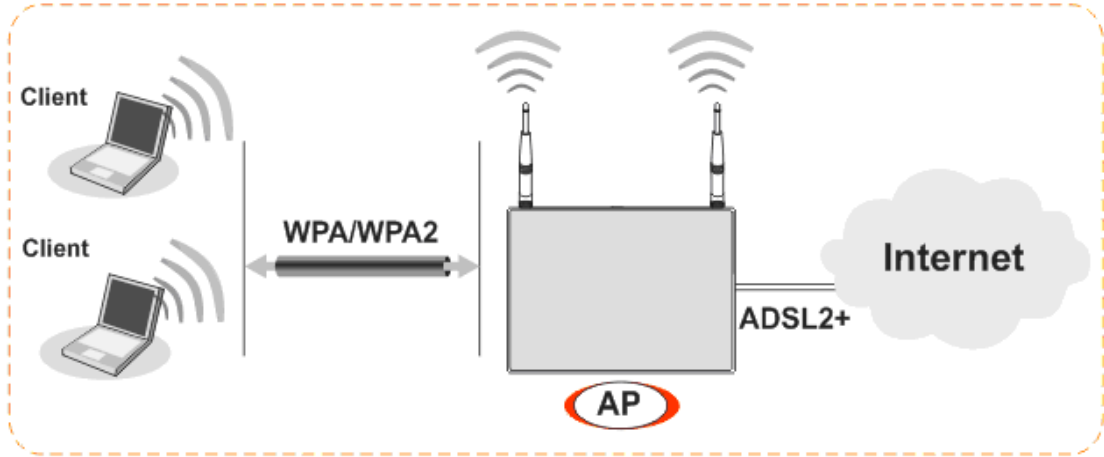 Client
Client
WPA/WPA2
Internet
ADSL2+
AP